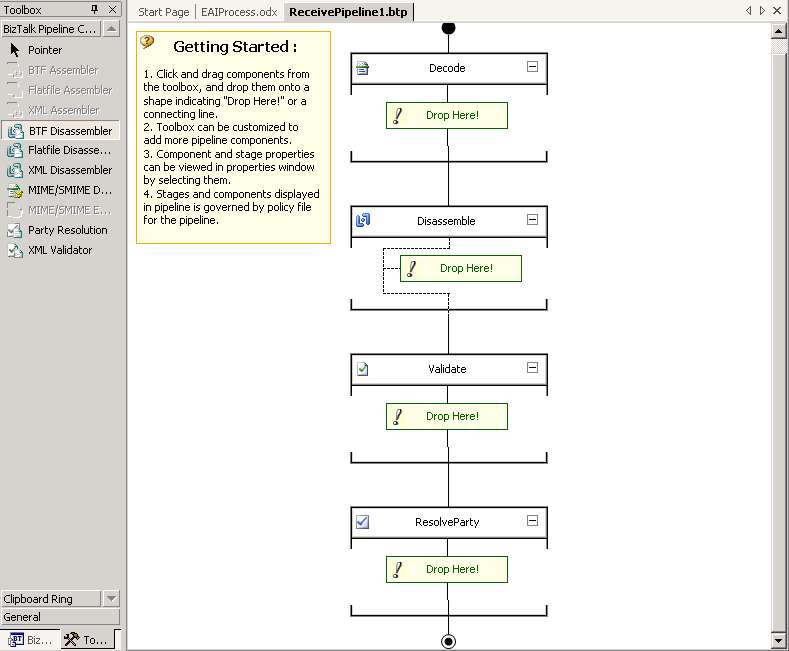 Toolbox
BizTalk Pipeline C...
Pointer
BTF Assembler
Flatfile Assembler
XML Assembler
BTF Disassembler
Flatfile Disasse...
XML Disassembler
MIME/SMIME D...
MIME/SMIME E...
Party Resolution
XML Validator
Clipboard Ring
General
Biz...
To...
Start Page
EAIProcess.odx
ReceivePipeline1.btp
Getting Started :
1. Click and drag components from
the toolbox, and drop them onto a
shape indicating "Drop Here!" or a
connecting line.
2. Toolbox can be customized to
add more pipeline components.
3. Component and stage properties
can be viewed in properties window
by selecting them.
4. Stages and components displayed
in pipeline is governed by policy file
for the pipeline.
Decode
Drop Here!
Disassemble
Drop Here!
Validate
Drop Here!
ResolveParty
Drop Here!